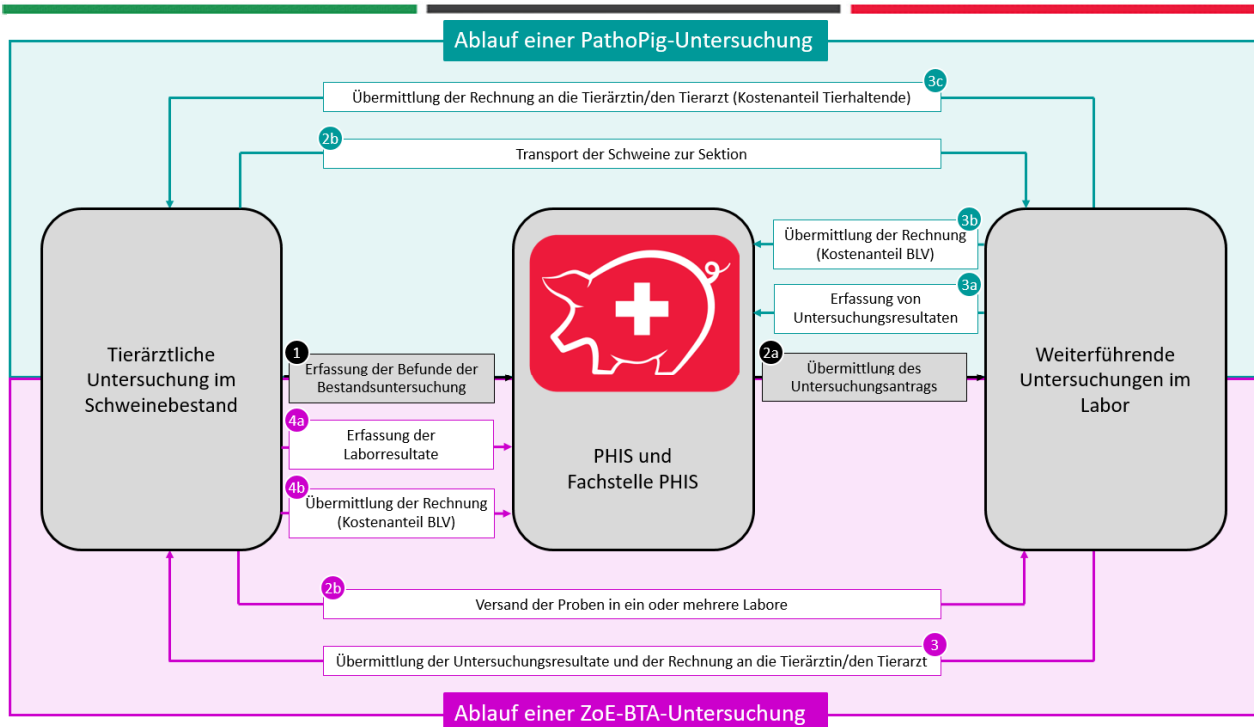 Ablauf einer PathoPig-Untersuchung
3c
Übermittlung der Rechnung an die Tierärztin/den Tierarzt (Kostenanteil Tierhaltende)
2b
Transport der Schweine zur Sektion
3b
Übermittlung der Rechnung
(Kostenanteil BLV)
3a
Erfassung von
Untersuchungsresultaten
Tierärztliche
Untersuchung im
Schweinebestand
1
Erfassung der Befunde der
Bestandsuntersuchung
2a
Übermittlung des
Untersuchungsantrags
Weiterführende
Untersuchungen im
Labor
4a
Erfassung der
Laborresultate
PHIS und
Fachstelle PHIS
4b
Übermittlung der Rechnung
(Kostenanteil BLV)
2b
Versand der Proben in ein oder mehrere Labore
3
Übermittlung der Untersuchungsresultate und der Rechnung an die Tierärztin/den Tierarzt
Ablauf einer ZoE-BTA-Untersuchung